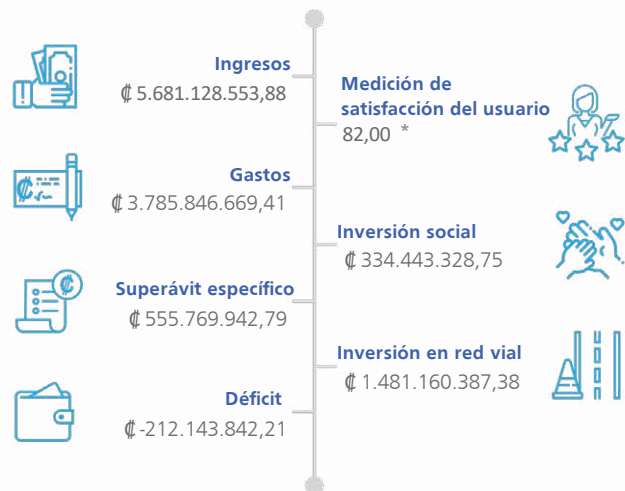 Ingresos
₡ 5.681.128.553,88
Medición de
satisfacción del usuario
82,00 *
Gastos
₡ 3.785.846.669,41
Inversión social
₡ 334.443.328,75
Superávit específico
₡ 555.769.942,79
Inversión en red vial
₡ 1.481.160.387,38
Déficit
₡ -212.143.842,21